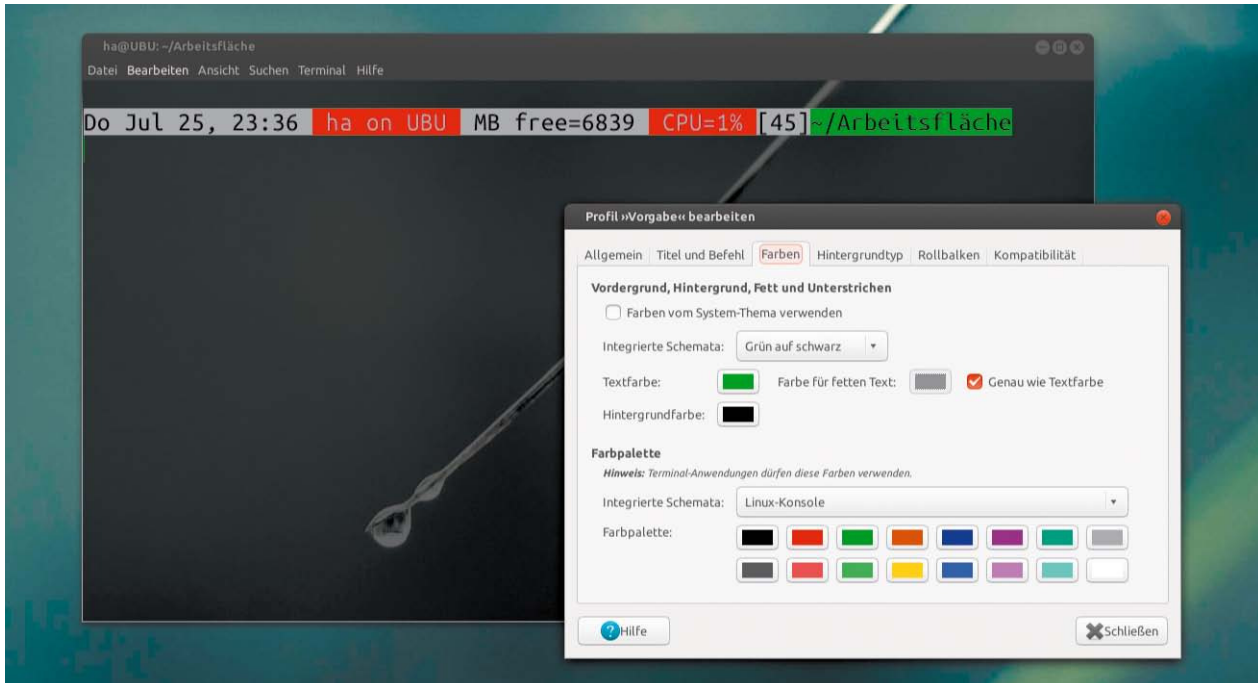 ha@UBU: ~/Arbeitsfläche
Datei Bearbeiten Ansicht Suchen Terminal Hilfe
Do Jul 25, 23:36 ha on UBU MB free=6839 CPU=1% [45]~/Arbeitsfläche
Profil »Vorgabe« bearbeiten
Allgemein Titel und Befehl Farben Hintergrundtyp Rollbalken Kompatibilität
Vordergrund, Hintergrund, Fett und Unterstrichen
Farben vom System-Thema verwenden
Integrierte Schemata: Grün auf schwarz
Textfarbe: Farbe für fetten Text: Genau wie Textfarbe
Hintergrundfarbe:
Farbpalette
Hinweis: Terminal-Anwendungen dürfen diese Farben verwenden.
Integrierte Schemata: Linux-Konsole
Farbpalette:
?Hilfe Schließen